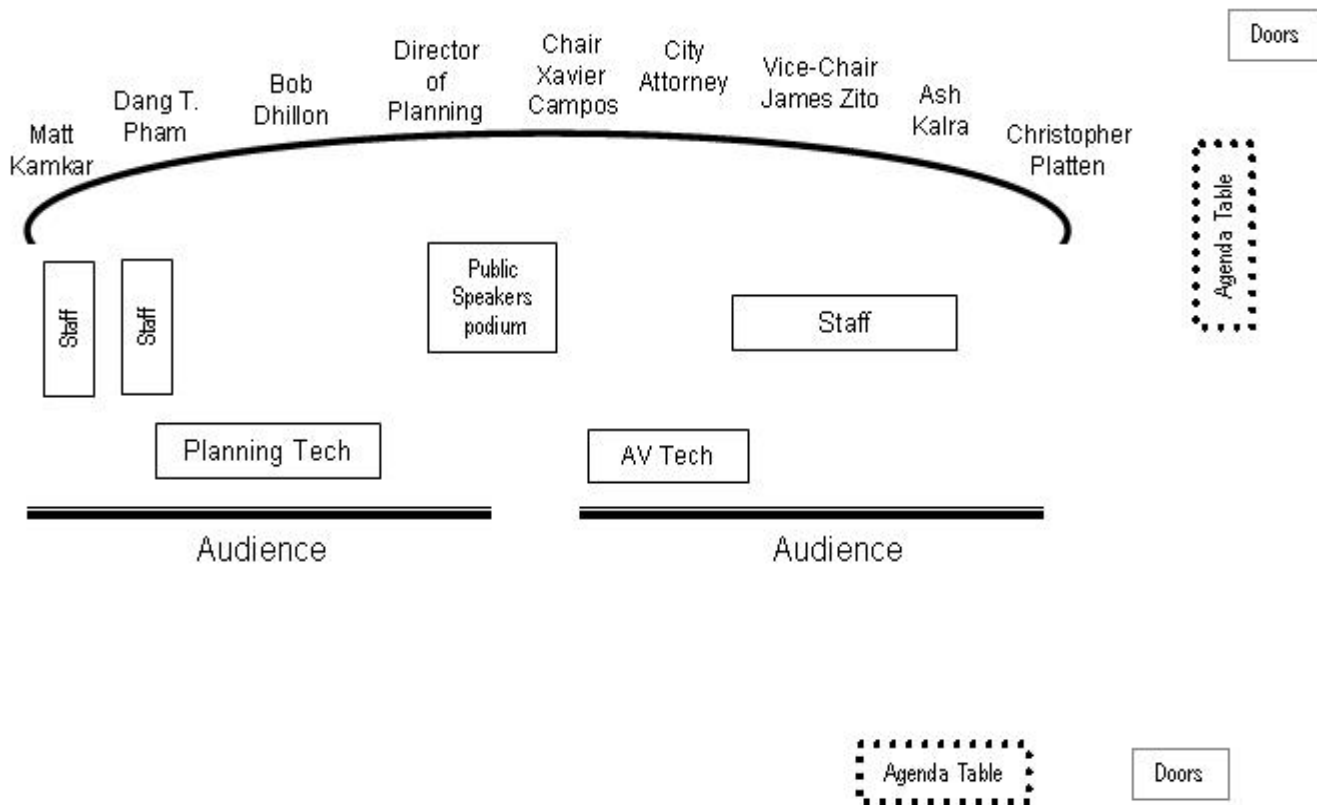 Doors
Matt
Kamkar
Dang T.
Pham
Bob
Dhillon
Director
of
Planning
Chair
Xavier
Campos
City
Attorney
Vice-Chair
James Zito
Ash
Kalra
Christopher
Platten
Agenda Table
Staff
Staff
Public
Speakers
podium
Staff
Planning Tech
AV Tech
Audience
Audience
Agenda Table
Doors